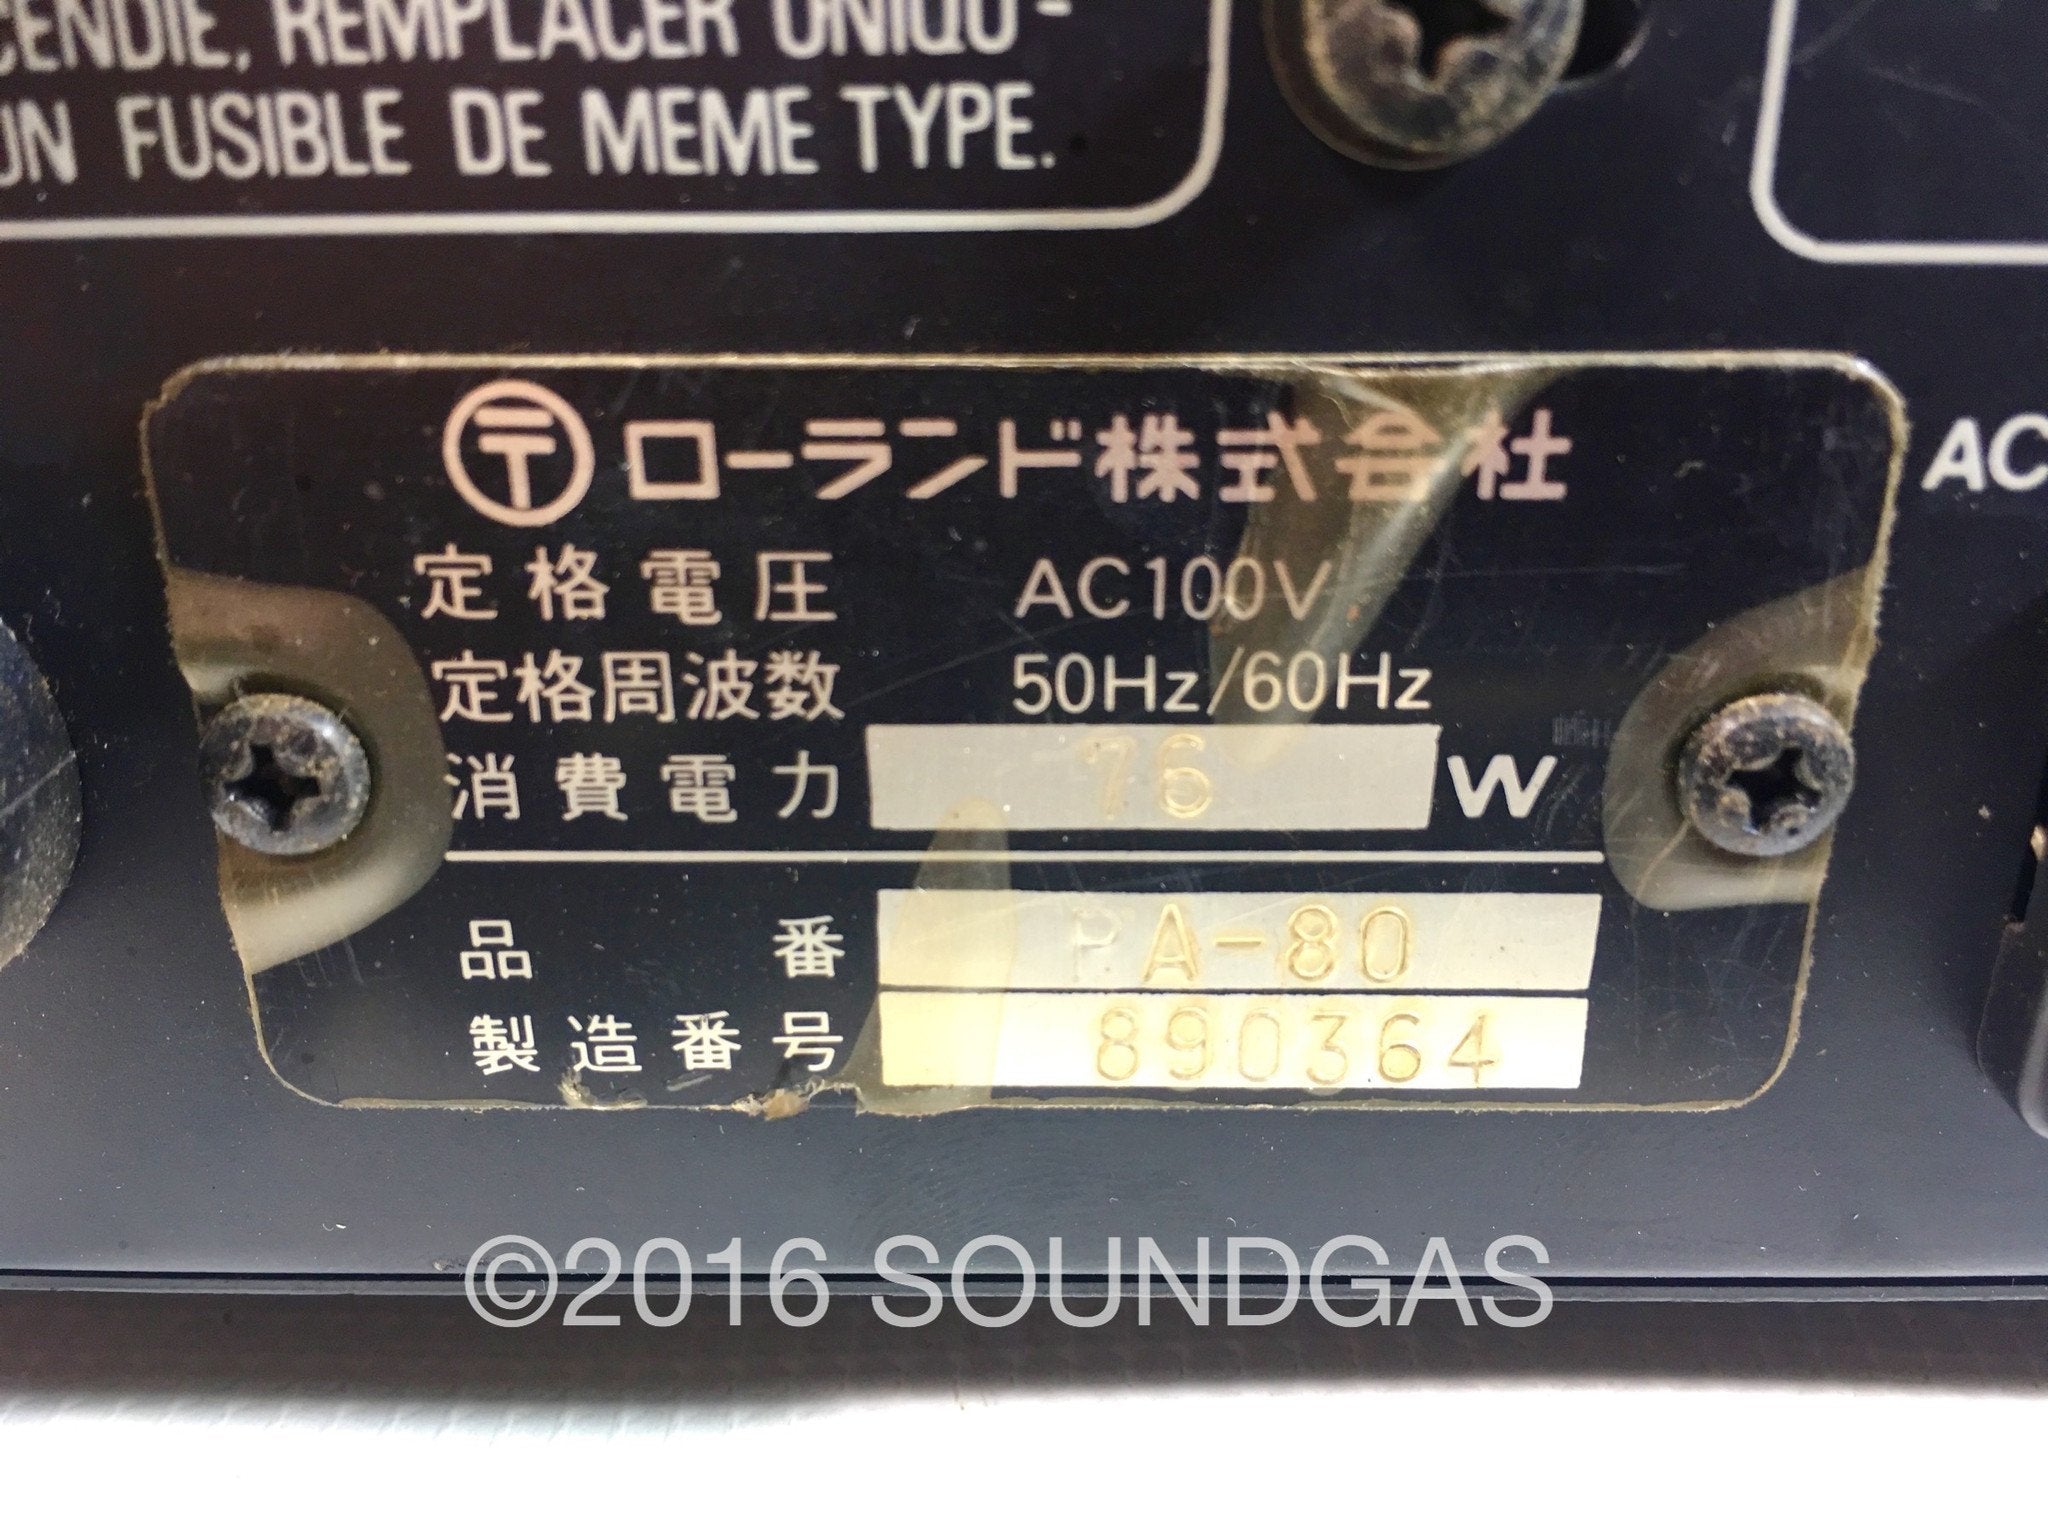 CENDIE, REMPLACER UNIQU-
UN FUSIBLE DE MEME TYPE.
〒 ローランド株式会社
AC
定格電圧 AC100V
定格周波数 50Hz/60Hz
消費電力 76 W
品番 PA-80
製造番号 890364
©2016 SOUNDGAS